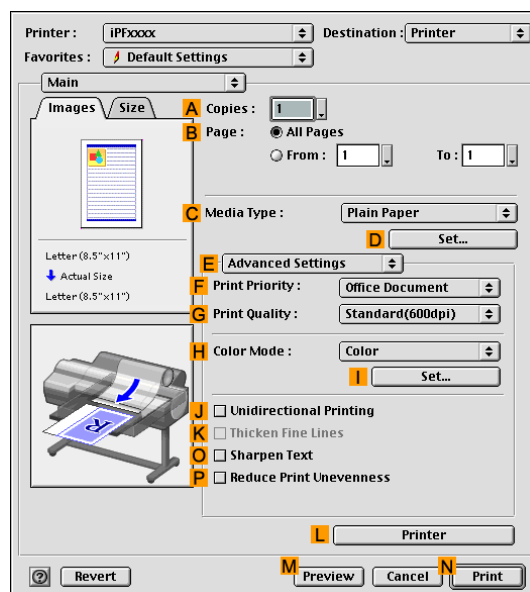 Printer : iPFxxxx Destination : Printer
Favorites : Default Settings
Main
Images Size
A Copies : 1
B Page : All Pages
From : 1 To : 1
C Media Type : Plain Paper
D Set...
Letter (8.5"x11")
Actual Size
Letter (8.5"x11")
E Advanced Settings
F Print Priority : Office Document
G Print Quality : Standard(600dpi)
H Color Mode : Color
I Set...
R
J Unidirectional Printing
K Thicken Fine Lines
O Sharpen Text
P Reduce Print Unevenness
L Printer
? Revert M Preview Cancel N Print